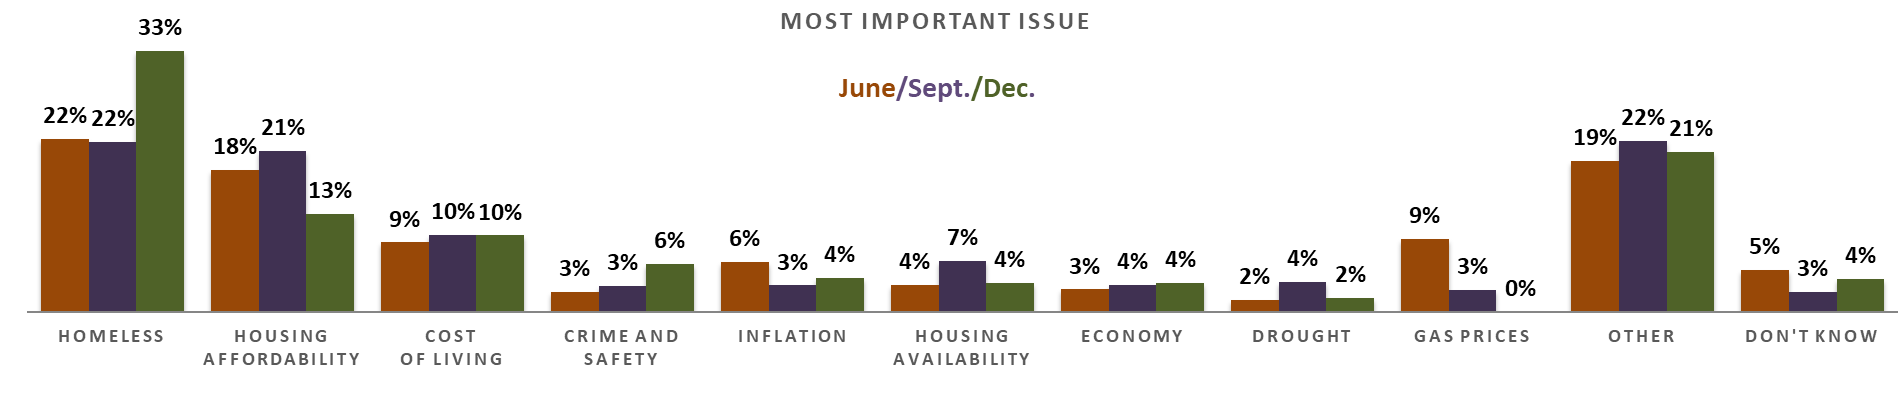 MOST IMPORTANT ISSUE
June/Sept./Dec.
22% 22% 33%
18% 21% 13%
9% 10% 10%
3% 3% 6%
6% 3% 4%
4% 7% 4%
3% 4% 4%
2% 4% 2%
9% 3% 0%
19% 22% 21%
5% 3% 4%
HOMELESS
HOUSING
AFFORDABILITY
COST
OF LIVING
CRIME AND
SAFETY
INFLATION
HOUSING
AVAILABILITY
ECONOMY
DROUGHT
GAS PRICES
OTHER
DON'T KNOW